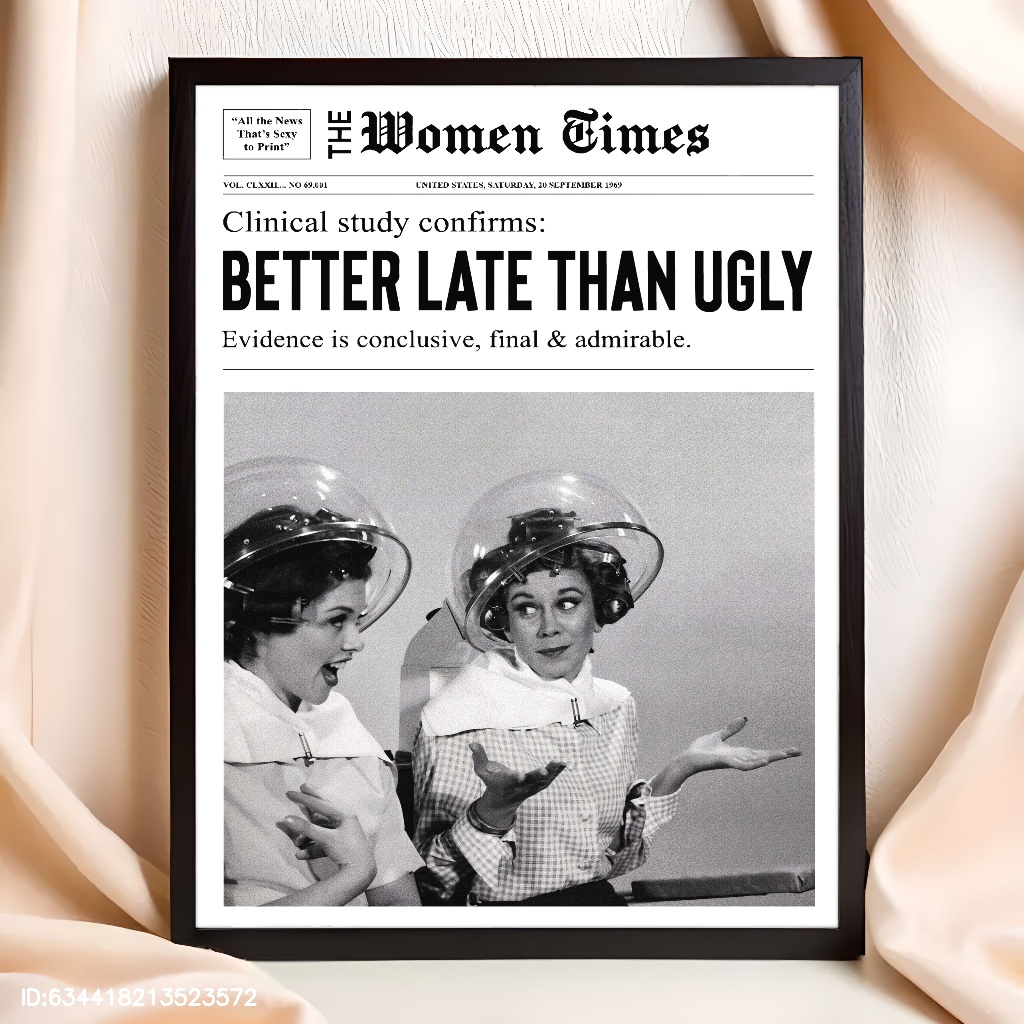 “All the News
That's Sexy
to Print”
THE Women Times
VOL. CLXXII... NO 69.001
UNITED STATES, SATURDAY, 20 SEPTEMBER 1969
Clinical study confirms:
BETTER LATE THAN UGLY
Evidence is conclusive, final & admirable.
ID:634418213523572